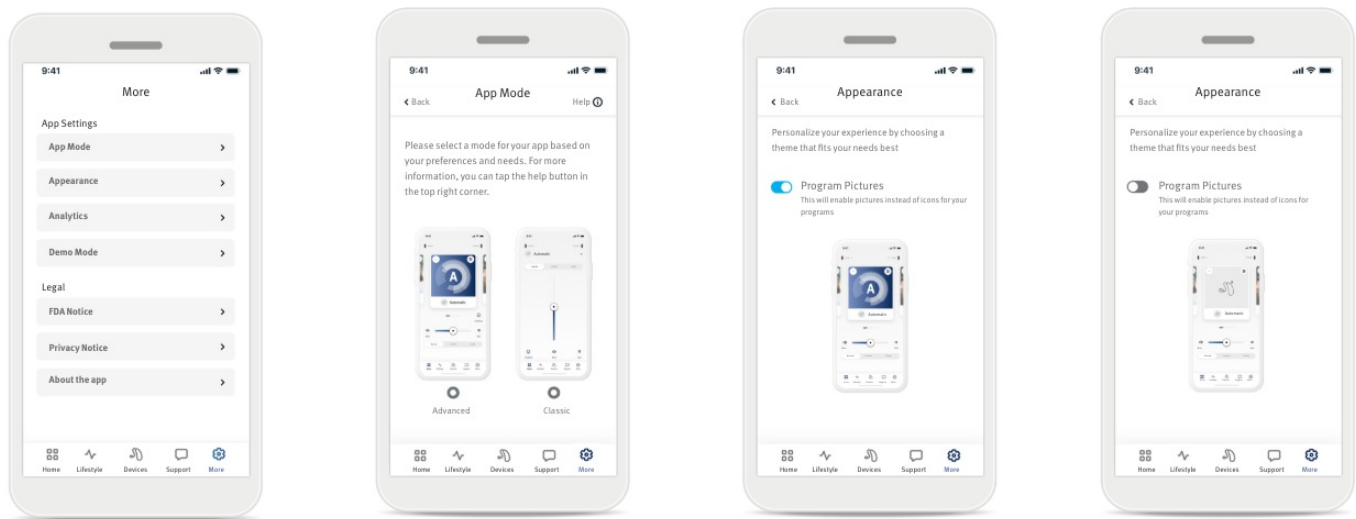 9:41
More
App Settings
App Mode
Appearance
Analytics
Demo Mode
Legal
FDA Notice
Privacy Notice
About the app
Home Lifestyle Devices Support More
9:41
Back App Mode Help
Please select a mode for your app based on
your preferences and needs. For more
information, you can tap the help button in
the top right corner.
A
Automatic
Automatic
Advanced Classic
Home Lifestyle Devices Support More
9:41
Back Appearance
Personalize your experience by choosing a
theme that fits your needs best
Program Pictures
This will enable pictures instead of icons for your
programs
A
Automatic
Home Lifestyle Devices Support More
9:41
Back Appearance
Personalize your experience by choosing a
theme that fits your needs best
Program Pictures
This will enable pictures instead of icons for
your programs
Automatic
Home Lifestyle Devices Support More